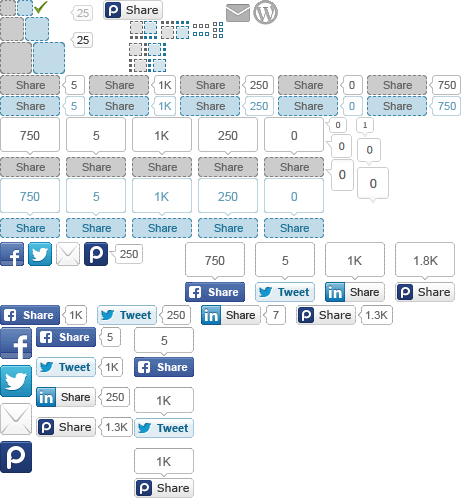 25
Share
25
Share 5 Share 1K Share 250 Share 0 Share 750
Share 5 Share 1K Share 250 Share 0 Share 750
750 5 1K 250 0 0 1
0 0
Share Share Share Share Share 0
750 5 1K 250 0 0
Share Share Share Share Share
250 750 5 1K 1.8K
Share Tweet Share Share
Share 1K Tweet 250 Share 7 Share 1.3K
Share 5 5
Tweet 1K Share
Share 250 1K
Share 1.3K Tweet
1K
Share